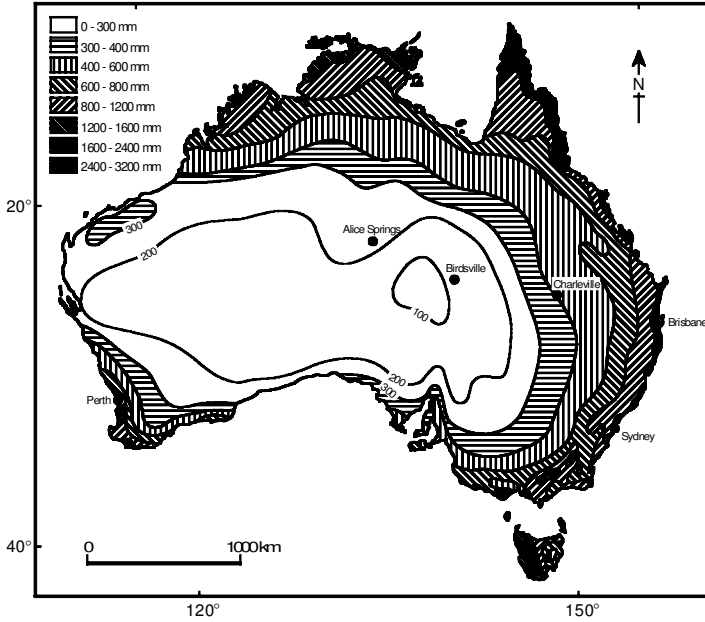 0 - 300 mm
300 - 400 mm
400 - 600 mm
600 - 800 mm
800 - 1200 mm
1200 - 1600 mm
1600 - 2400 mm
2400 - 3200 mm
N
20°
300
200
Alice Springs
Birdsville
Charleville
100
Brisbane
200
300
Perth
Sydney
40°
0
1000 km
120°
150°